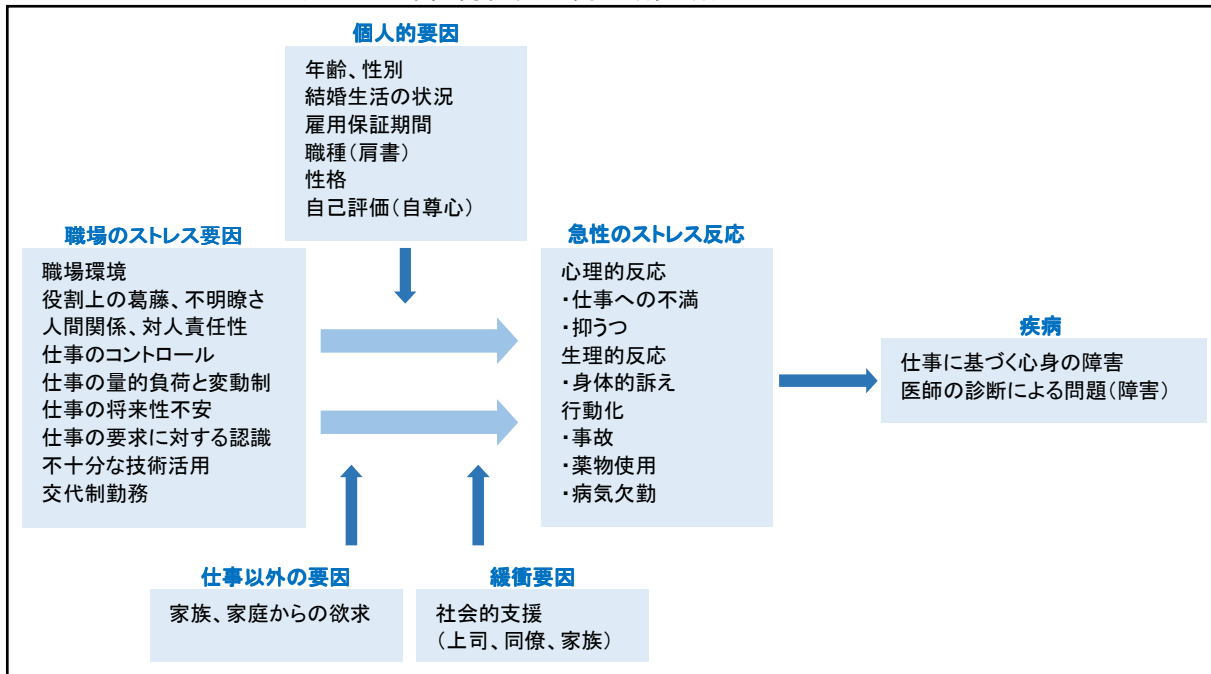 個人的要因
年齢、性別
結婚生活の状況
雇用保証期間
職種(肩書)
性格
自己評価(自尊心)
職場のストレス要因
職場環境
役割上の葛藤、不明瞭さ
人間関係、対人責任性
仕事のコントロール
仕事の量的負荷と変動制
仕事の将来性不安
仕事の要求に対する認識
不十分な技術活用
交代制勤務
急性のストレス反応
心理的反応
・仕事への不満
・抑うつ
生理的反応
・身体的訴え
行動化
・事故
・薬物使用
・病気欠勤
疾病
仕事に基づく心身の障害
医師の診断による問題(障害)
仕事以外の要因
家族、家庭からの欲求
緩衝要因
社会的支援
(上司、同僚、家族)